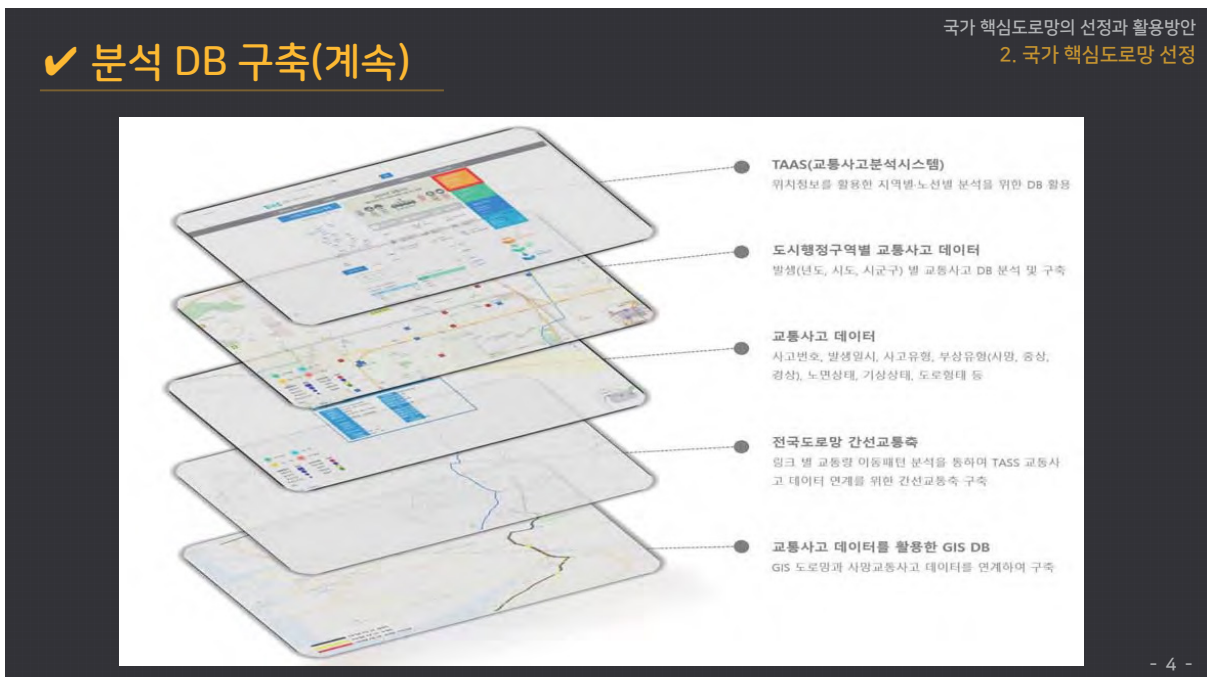 국가 핵심도로망의 선정과 활용방안
2. 국가 핵심도로망 선정
✔ 분석 DB 구축(계속)
TAAS(교통사고분석시스템)
위치정보를 활용한 지역별·노선별 분석을 위한 DB 활용
도시행정구역별 교통사고 데이터
발생(년도, 시도, 시군구) 별 교통사고 DB 분석 및 구축
교통사고 데이터
사고번호, 발생일시, 사고유형, 부상유형(사망, 중상,
경상), 노면상태, 기상상태, 도로형태 등
전국도로망 간선교통축
링크 별 교통량 이동패턴 분석을 통하여 TASS 교통사
고 데이터 연계를 위한 간선교통축 구축
교통사고 데이터를 활용한 GIS DB
GIS 도로망과 사망교통사고 데이터를 연계하여 구축
- 4 -